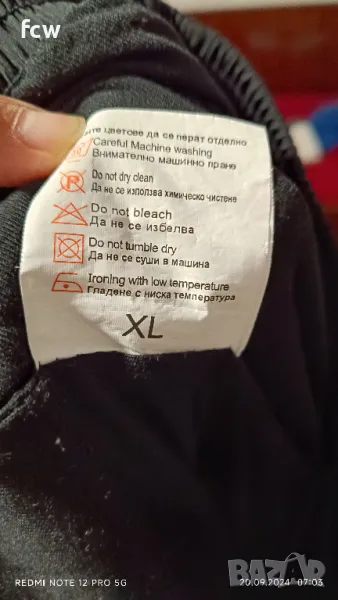 fcw
те цветове да се перат отделно
Careful Machine washing
Внимателно машинно пране
Do not dry clean
Да не се използва химическо чистене
Do not bleach
Да не се избелва
Do not tumble dry
Да не се суши в машина
Ironing with low temperature
Гладене с ниска температура
XL
REDMI NOTE 12 PRO 5G
20.09.2024 07:03
BAZAR